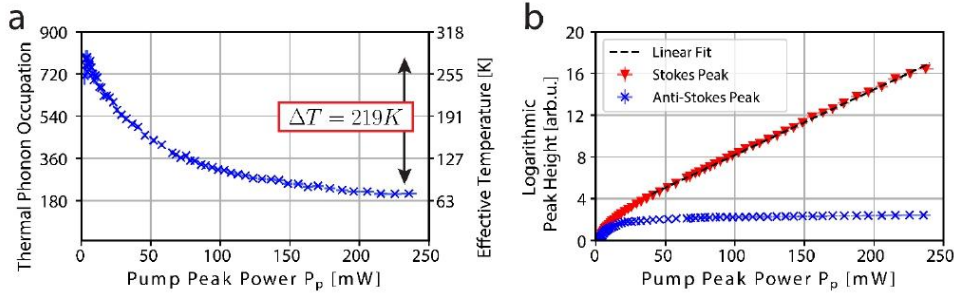 a
900
720
540
360
180
0
50
100
150
200
250
Pump Peak Power Pp [mW]
Thermal Phonon Occupation
318
255
191
127
63
Effective Temperature [K]
ΔT = 219K
b
20
16
12
8
4
0
0
50
100
150
200
250
Pump Peak Power Pp [mW]
Logarithmic
Peak Height [arb.u.]
Linear Fit
Stokes Peak
Anti-Stokes Peak